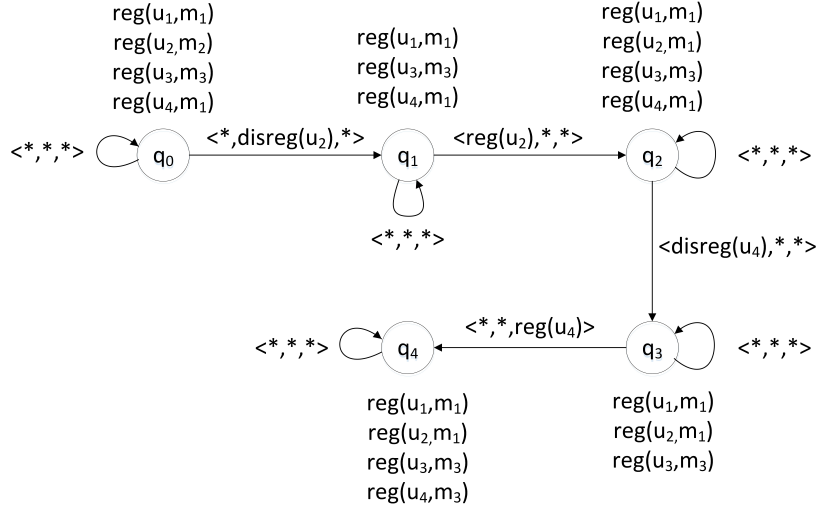 reg(u₁,m₁)
reg(u₂,m₂)
reg(u₃,m₃)
reg(u₄,m₁)
reg(u₁,m₁)
reg(u₃,m₃)
reg(u₄,m₁)
reg(u₁,m₁)
reg(u₂,m₁)
reg(u₃,m₃)
reg(u₄,m₁)
<*,*,*>
q₀
<*,disreg(u₂),*>
q₁
<reg(u₂),*,*>
q₂
<*,*,*>
<*,*,*>
<disreg(u₄),*,*>
<*,*,*>
q₄
<*,*,reg(u₄)>
q₃
<*,*,*>
reg(u₁,m₁)
reg(u₂,m₁)
reg(u₃,m₃)
reg(u₄,m₃)
reg(u₁,m₁)
reg(u₂,m₁)
reg(u₃,m₃)